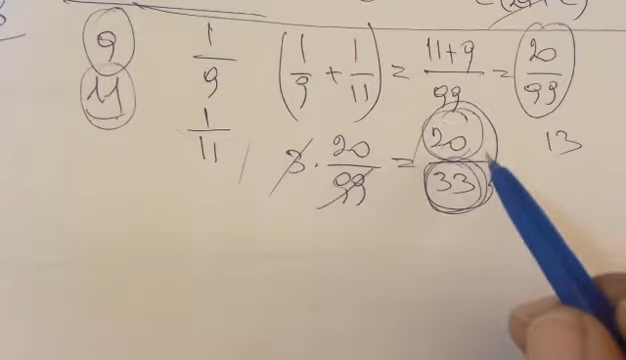 9 1/9 (1/9 + 1/11) = 11+9/99 = 20/99
11 1/11 3 · 20/99 = 20/33 13